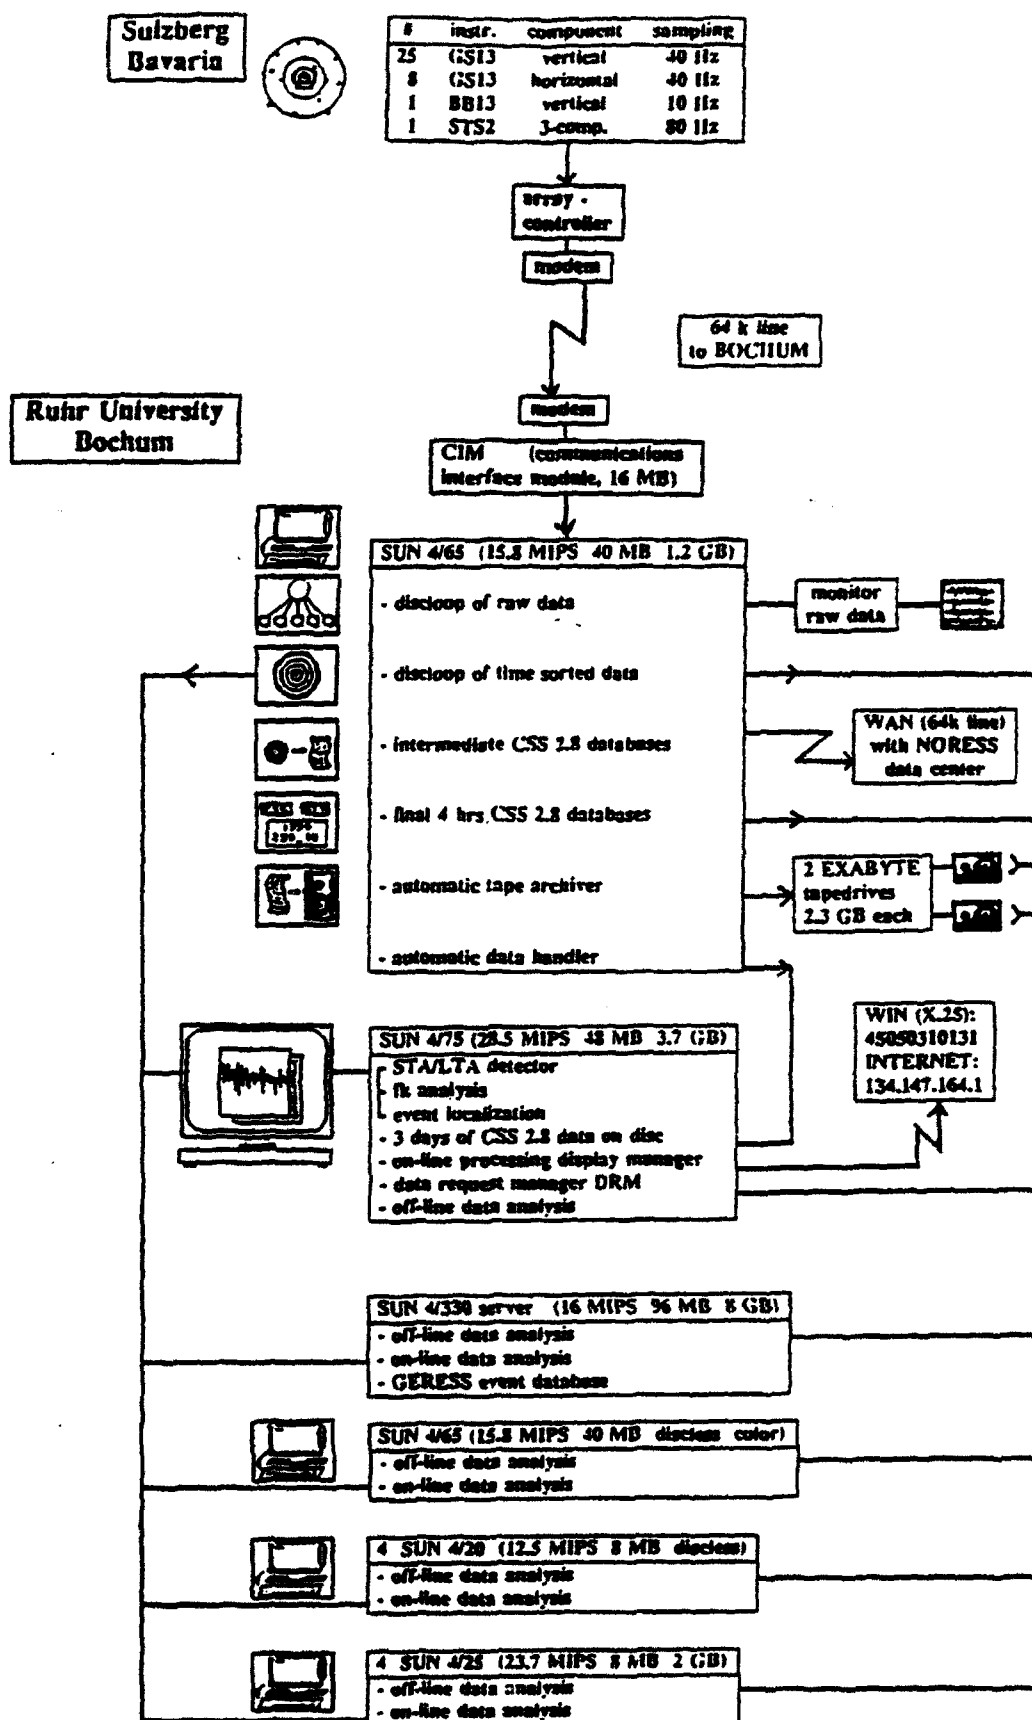 Sulzberg
Bavaria
# instr. component sampling
25 GS13 vertical 40 Hz
8 GS13 horizontal 40 Hz
1 BB13 vertical 10 Hz
1 STS2 3-comp. 80 Hz
array -
controller
modem
64 k line
to BOCHUM
Ruhr University
Bochum
modem
CIM (communications
interface module, 16 MB)
SUN 4/65 (15.8 MIPS 40 MB 1.2 GB)
- discloop of raw data
monitor
raw data
- discloop of time sorted data
- intermediate CSS 2.8 databases
WAN (64k line)
with NORESS
data center
- final 4 hrs. CSS 2.8 databases
- automatic tape archiver
2 EXABYTE
tapedrives
2.3 GB each
- automatic data handler
WIN (X.25):
45050310131
INTERNET:
134.147.164.1
SUN 4/75 (28.5 MIPS 48 MB 3.7 GB)
STA/LTA detector
- fk analysis
event localization
- 3 days of CSS 2.8 data on disc
- on-line processing display manager
- data request manager DRM
- off-line data analysis
SUN 4/330 server (16 MIPS 96 MB 8 GB)
- off-line data analysis
- on-line data analysis
- GERESS event database
SUN 4/65 (15.8 MIPS 40 MB discless color)
- off-line data analysis
- on-line data analysis
4 SUN 4/20 (12.5 MIPS 8 MB discless)
- off-line data analysis
- on-line data analysis
4 SUN 4/25 (23.7 MIPS 8 MB 2 GB)
- off-line data analysis
- on-line data analysis